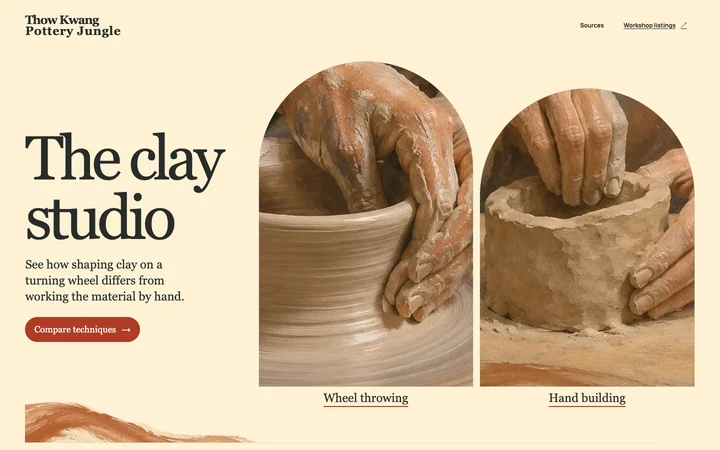 Thow Kwang
Pottery Jungle
Sources
Workshop listings
The clay
studio
See how shaping clay on a
turning wheel differs from
working the material by hand.
Compare techniques →
Wheel throwing
Hand building